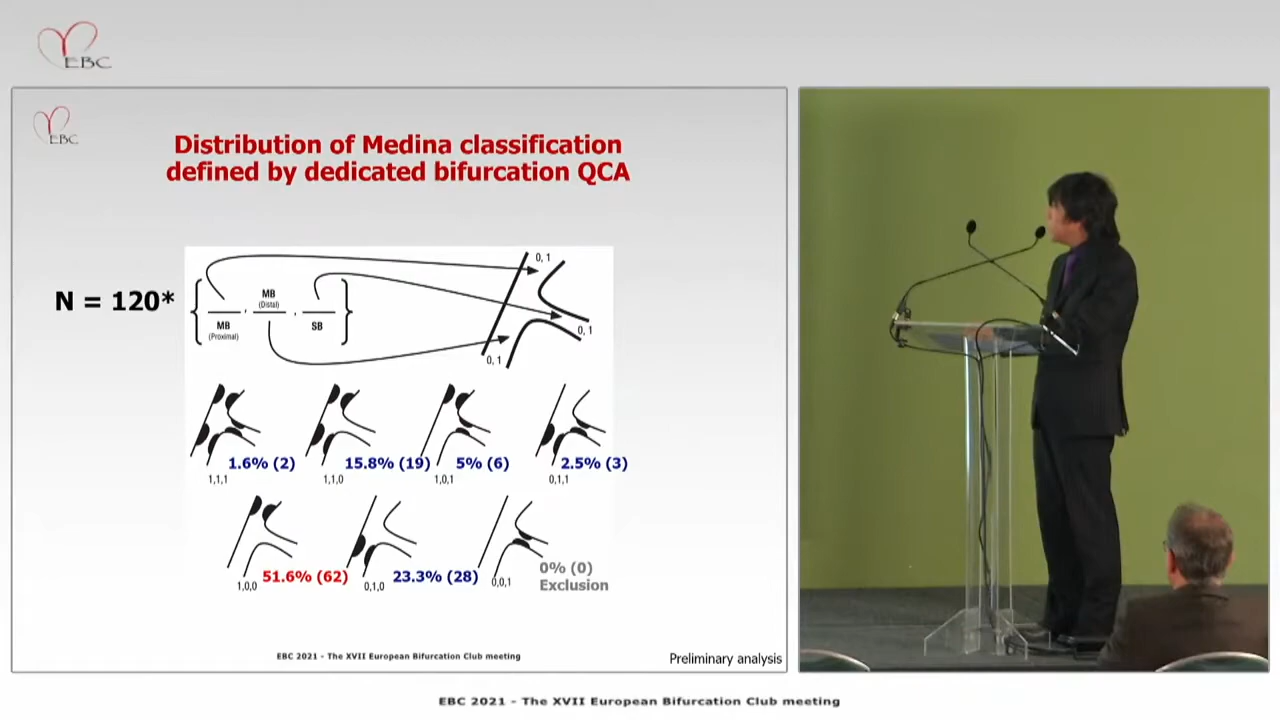 EBC
EBC
Distribution of Medina classification
defined by dedicated bifurcation QCA
N = 120*
MB
(Proximal)
MB
(Distal)
SB
0, 1
0, 1
0, 1
1.6% (2)
15.8% (19)
5% (6)
2.5% (3)
1,1,1
1,1,0
1,0,1
0,1,1
51.6% (62)
23.3% (28)
0% (0)
Exclusion
1,0,0
0,1,0
0,0,1
EBC 2021 - The XVII European Bifurcation Club meeting
Preliminary analysis
EBC 2021 - The XVII European Bifurcation Club meeting